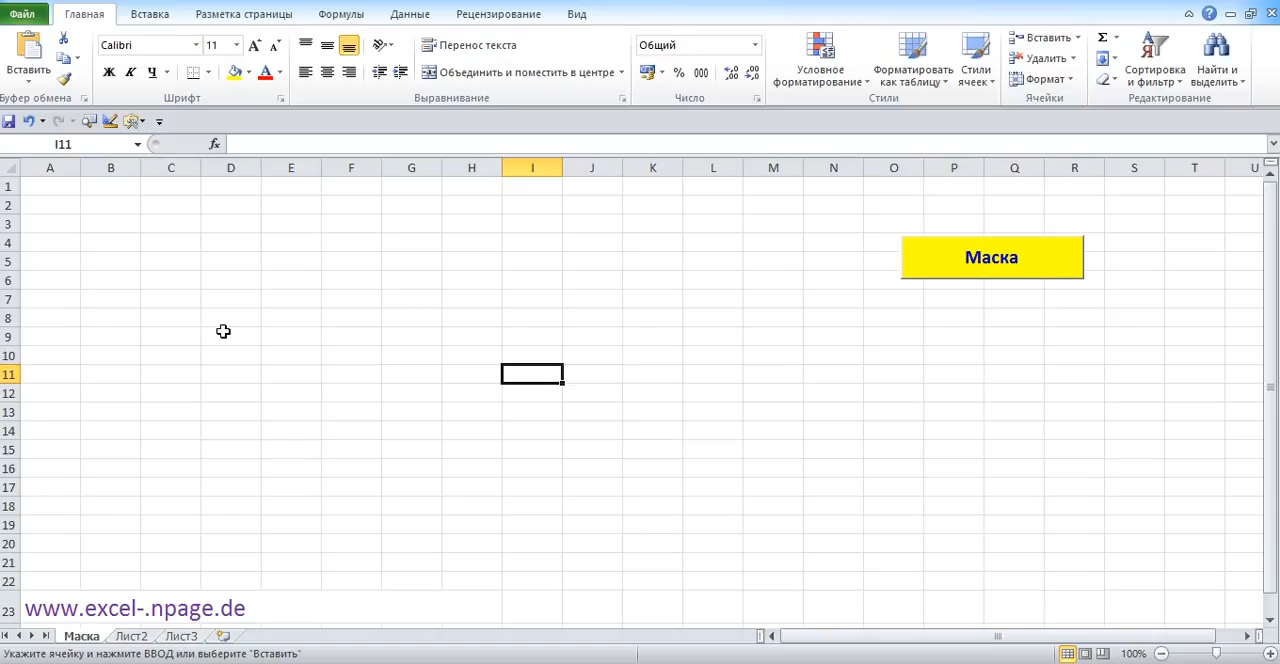 Файл Главная Вставка Разметка страницы Формулы Данные Рецензирование Вид
Calibri 11 Перенос текста Общий Вставить
ставить Ж К Ч Объединить и поместить в центре % 000 Условное форматирование Форматировать как таблицу Стили ячеек Удалить Формат Σ Сортировка и фильтр Найти и выделить
Буфер обмена Шрифт Выравнивание Число Стили Ячейки Редактирование
I11 fx
A B C D E F G H I J K L M N O P Q R S T U
1
2
3
4
Маска
5
6
7
8
9
10
11
12
13
14
15
16
17
18
19
20
21
22
23 www.excel-.npage.de
Маска Лист2 Лист3
Укажите ячейку и нажмите ВВОД или выберите "Вставить" 100%